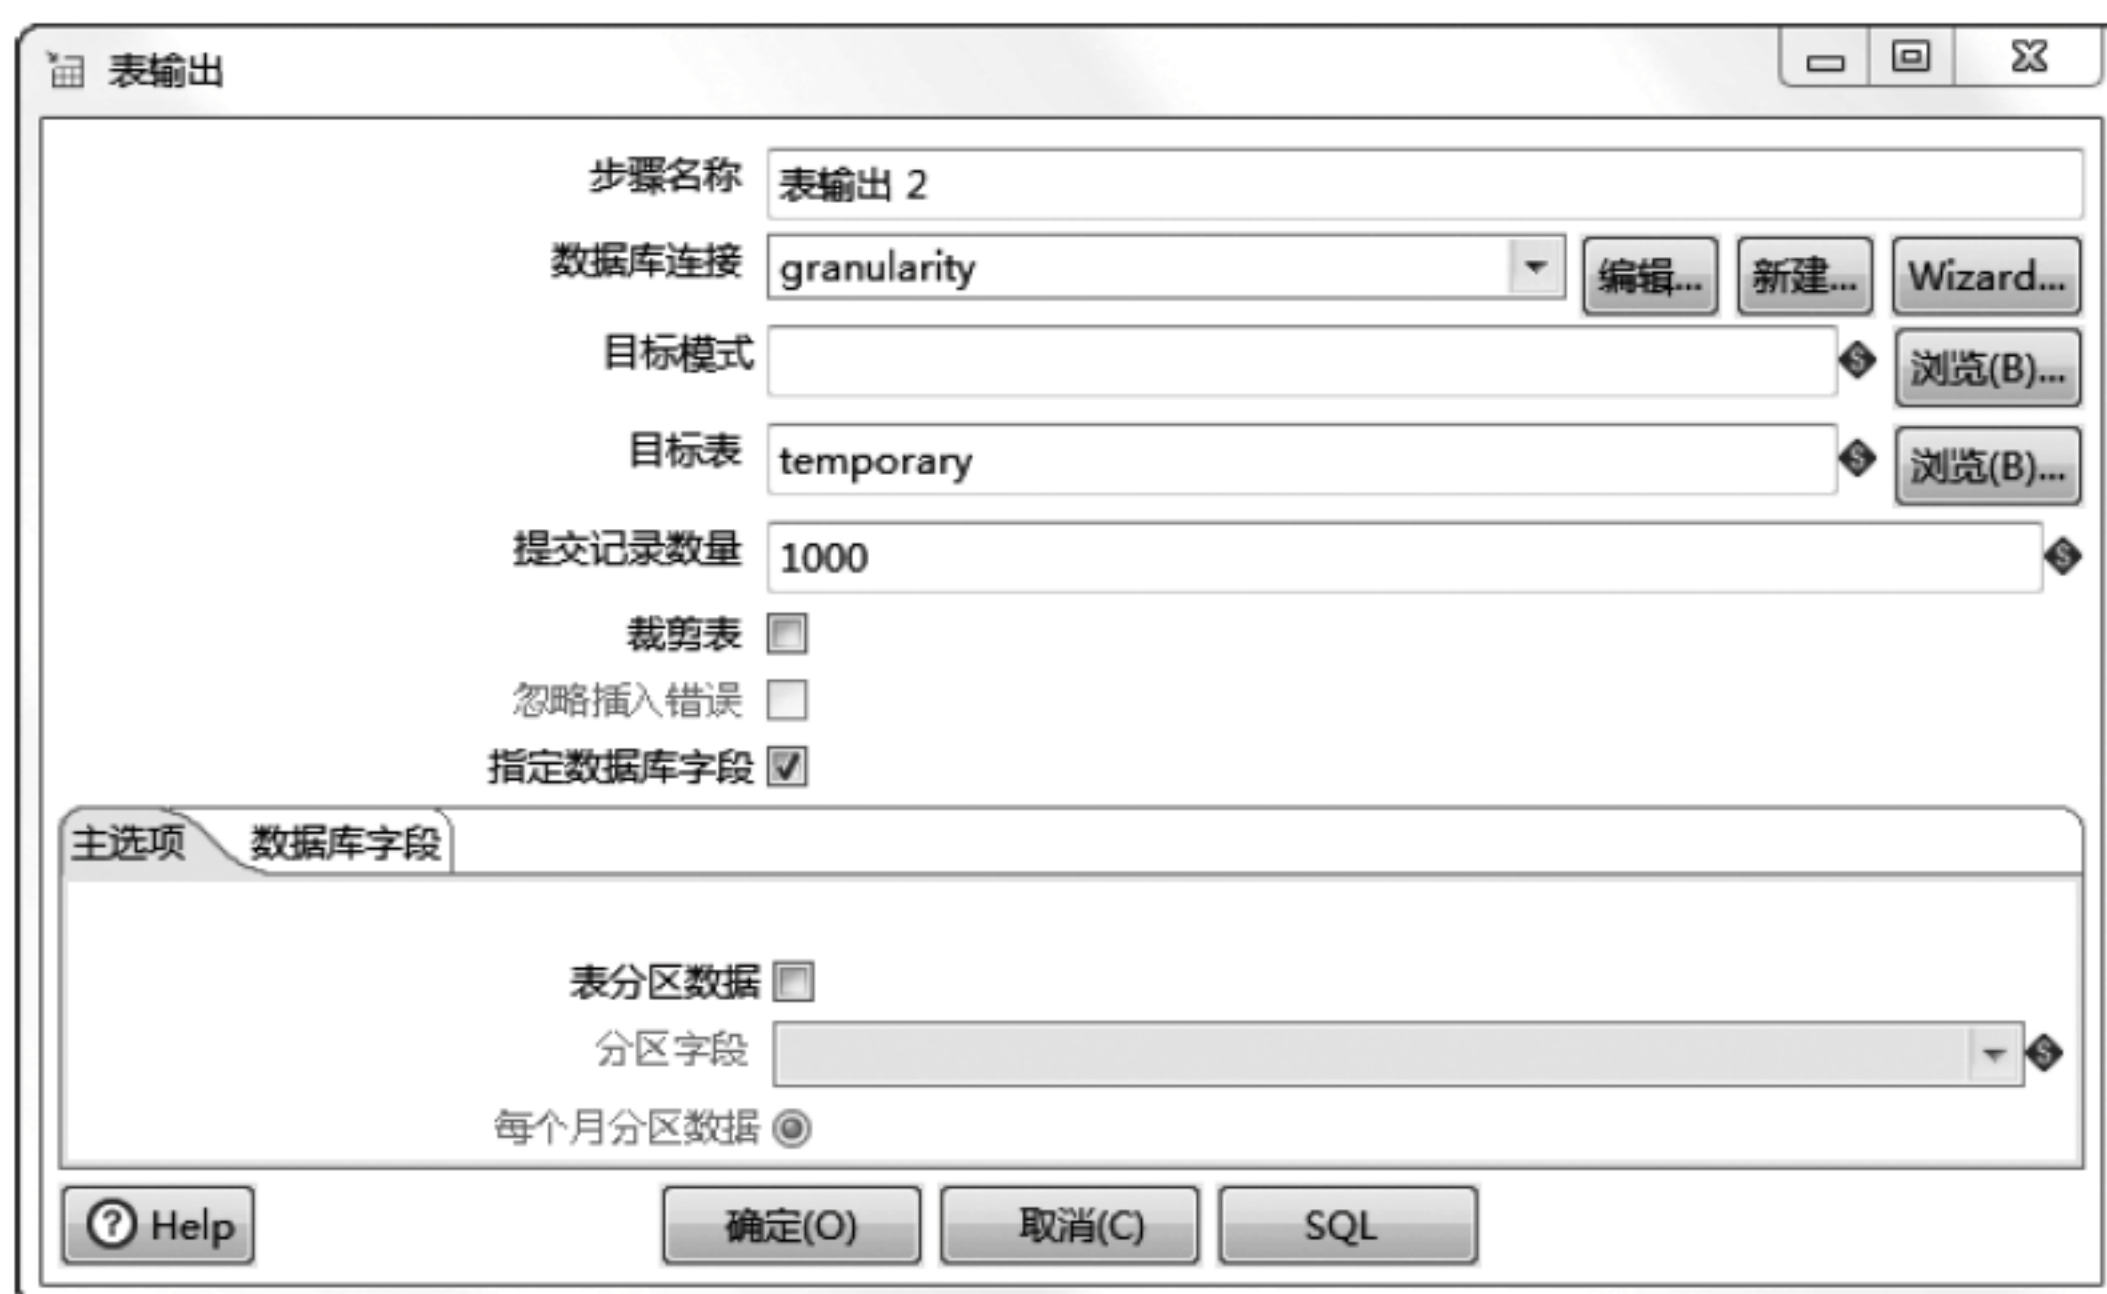 表输出
步骤名称 表输出 2
数据库连接 granularity 编辑... 新建... Wizard...
目标模式 浏览(B)...
目标表 temporary 浏览(B)...
提交记录数量 1000
裁剪表
忽略插入错误
指定数据库字段
主选项 数据库字段
表分区数据
分区字段
每个月分区数据
Help 确定(O) 取消(C) SQL